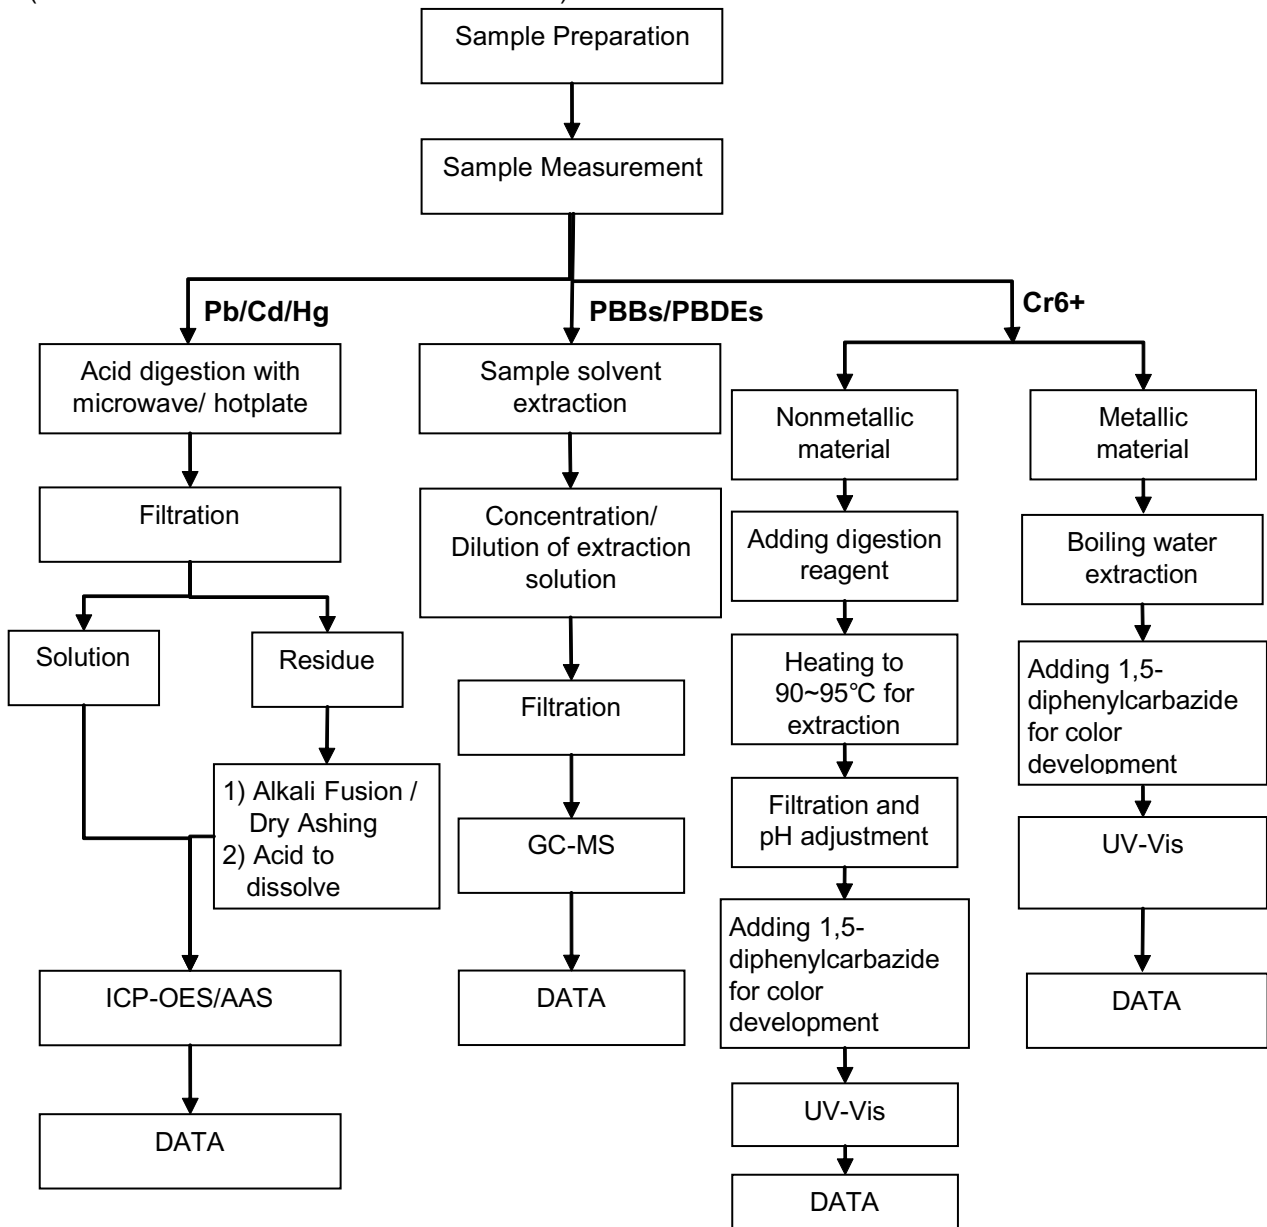 Sample Preparation
Sample Measurement
Pb/Cd/Hg
PBBs/PBDEs
Cr6+
Acid digestion with
microwave/ hotplate
Filtration
Solution
Residue
1) Alkali Fusion /
Dry Ashing
2) Acid to
dissolve
ICP-OES/AAS
DATA
Sample solvent
extraction
Concentration/
Dilution of extraction
solution
Filtration
GC-MS
DATA
Nonmetallic
material
Adding digestion
reagent
Heating to
90~95℃ for
extraction
Filtration and
pH adjustment
Adding 1,5-
diphenylcarbazide
for color
development
UV-Vis
DATA
Metallic
material
Boiling water
extraction
Adding 1,5-
diphenylcarbazide
for color
development
UV-Vis
DATA